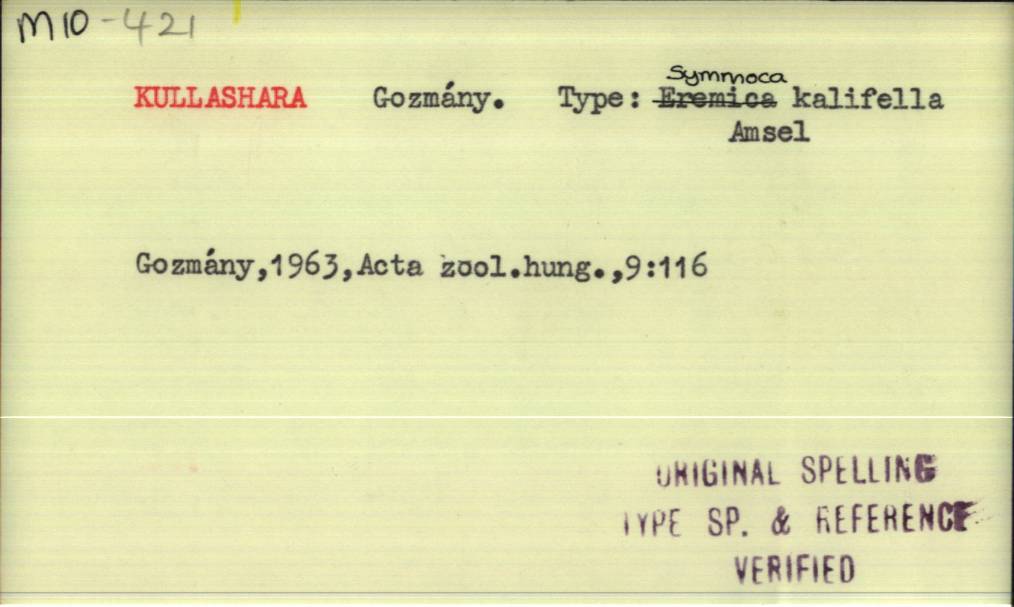 M10-421
Symmoca
KULLASHARA Gozmány. Type: Eremica kalifella
Amsel
Gozmány,1963,Acta zool.hung.,9:116
ORIGINAL SPELLING
TYPE SP. & REFERENCE
VERIFIED